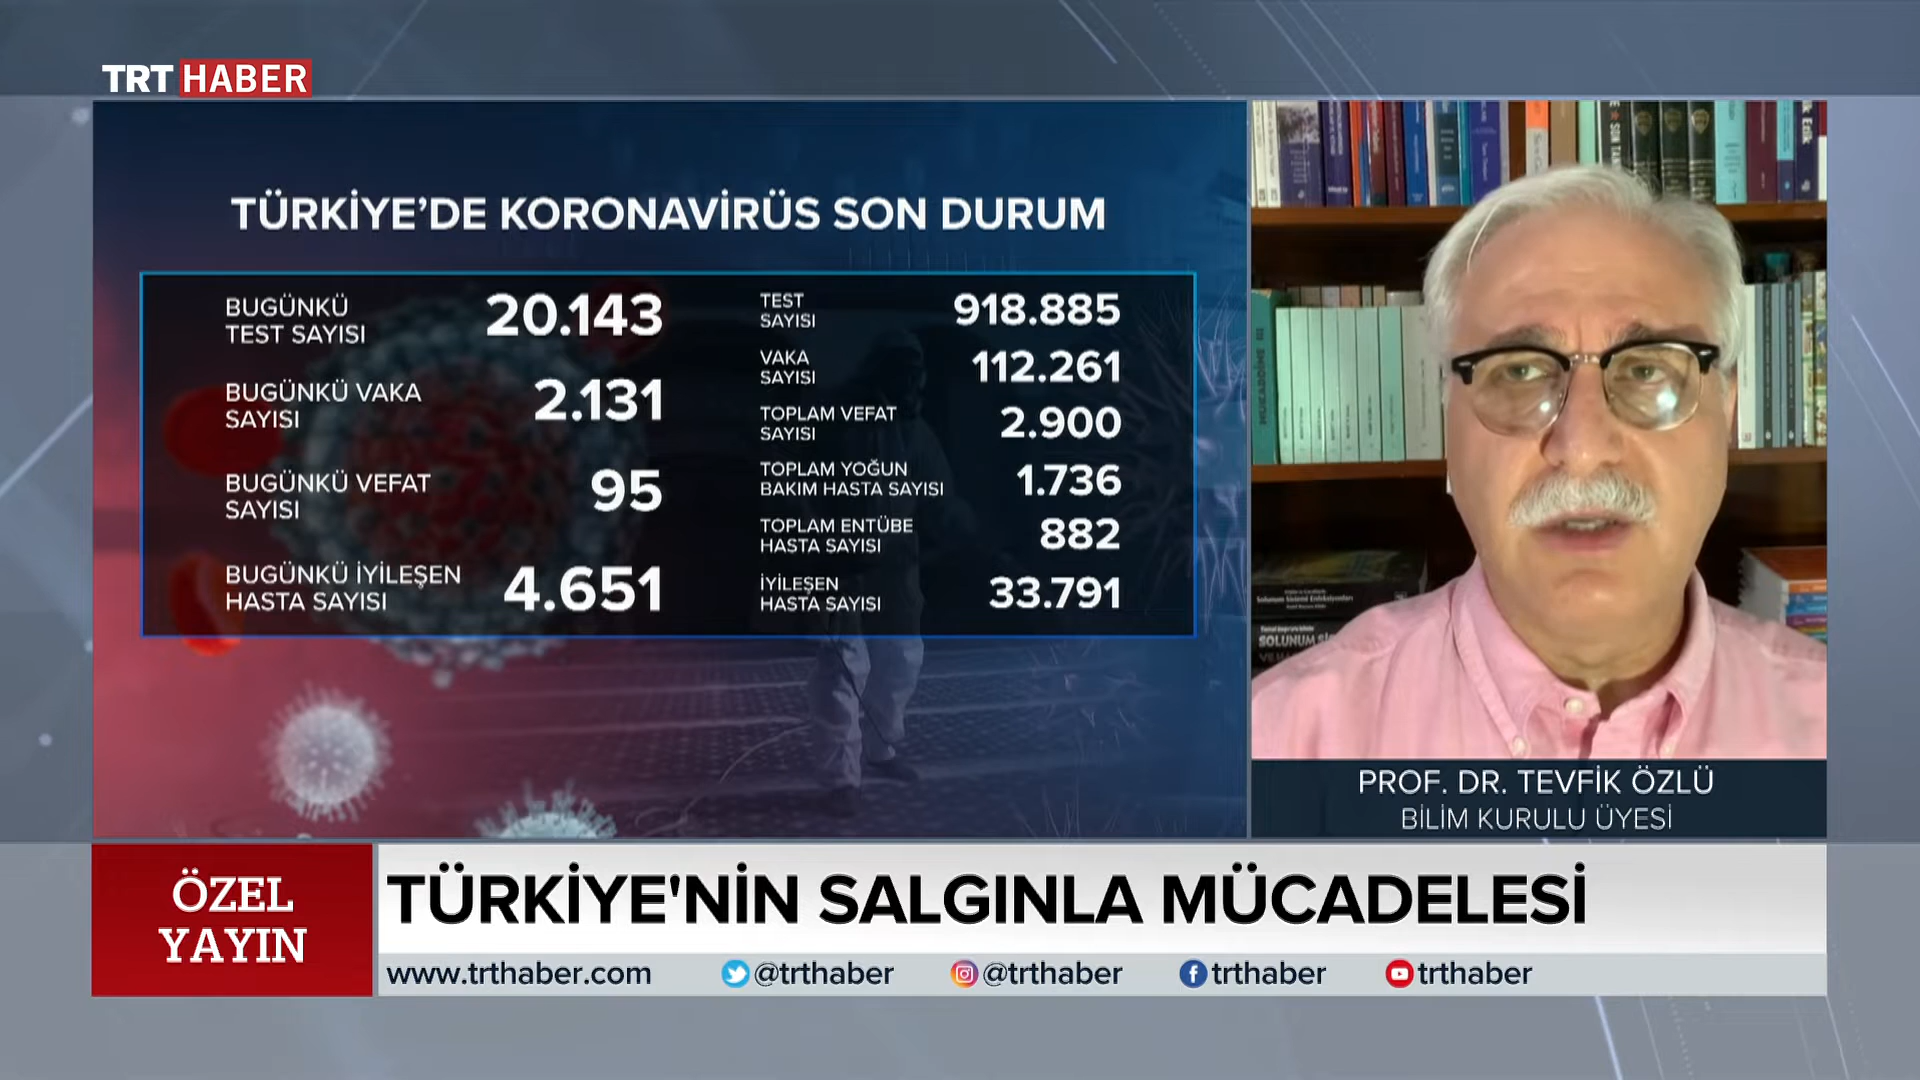 TRT HABER
TÜRKİYE’DE KORONAVİRÜS SON DURUM
BUGÜNKÜ
TEST SAYISI
20.143
BUGÜNKÜ VAKA
SAYISI
2.131
BUGÜNKÜ VEFAT
SAYISI
95
BUGÜNKÜ İYİLEŞEN
HASTA SAYISI
4.651
TEST
SAYISI
918.885
VAKA
SAYISI
112.261
TOPLAM VEFAT
SAYISI
2.900
TOPLAM YOĞUN
BAKIM HASTA SAYISI
1.736
TOPLAM ENTÜBE
HASTA SAYISI
882
İYİLEŞEN
HASTA SAYISI
33.791
MUKADDİME
SOLUNUM
PROF. DR. TEVFİK ÖZLÜ
BİLİM KURULU ÜYESİ
ÖZEL
YAYIN
TÜRKİYE'NİN SALGINLA MÜCADELESİ
www.trthaber.com
@trthaber
@trthaber
trthaber
trthaber